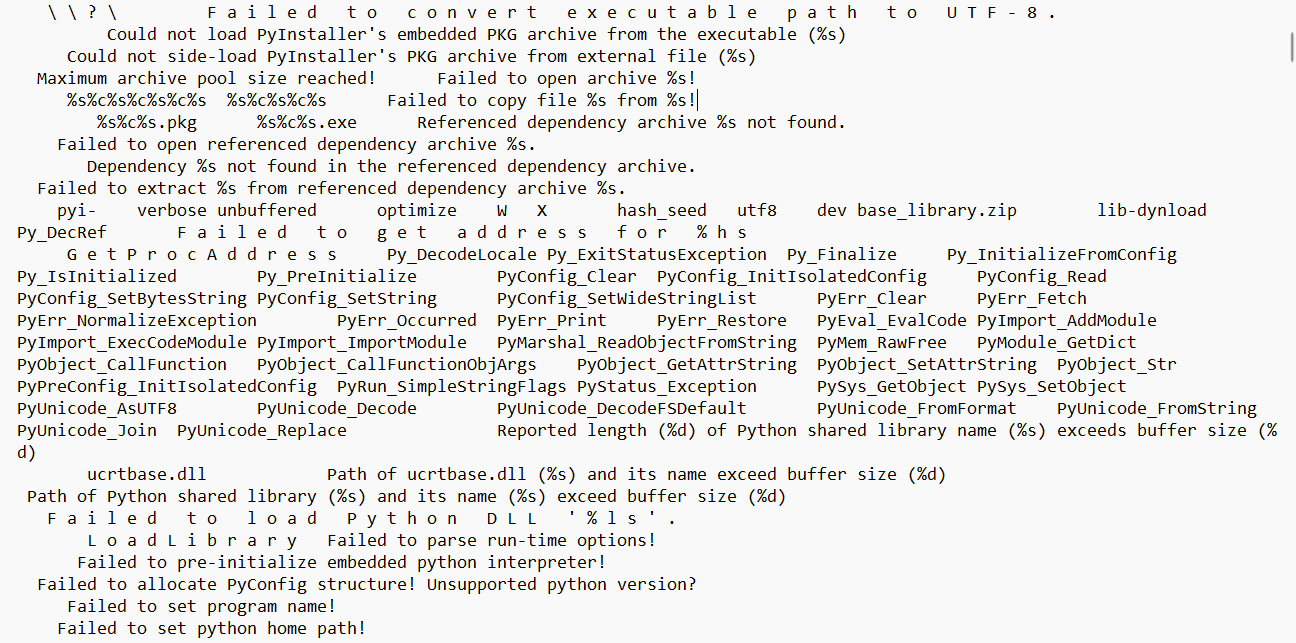 \ \ ? \ F a i l e d t o c o n v e r t e x e c u t a b l e p a t h t o U T F - 8 .
Could not load PyInstaller's embedded PKG archive from the executable (%s)
Could not side-load PyInstaller's PKG archive from external file (%s)
Maximum archive pool size reached! Failed to open archive %s!
%s%c%s%c%s%c%s %s%c%s%c%s Failed to copy file %s from %s!
%s%c%s.pkg %s%c%s.exe Referenced dependency archive %s not found.
Failed to open referenced dependency archive %s.
Dependency %s not found in the referenced dependency archive.
Failed to extract %s from referenced dependency archive %s.
pyi- verbose unbuffered optimize W X hash_seed utf8 dev base_library.zip lib-dynload
Py_DecRef F a i l e d t o g e t a d d r e s s f o r % h s
G e t P r o c A d d r e s s Py_DecodeLocale Py_ExitStatusException Py_Finalize Py_InitializeFromConfig
Py_IsInitialized Py_PreInitialize PyConfig_Clear PyConfig_InitIsolatedConfig PyConfig_Read
PyConfig_SetBytesString PyConfig_SetString PyConfig_SetWideStringList PyErr_Clear PyErr_Fetch
PyErr_NormalizeException PyErr_Occurred PyErr_Print PyErr_Restore PyEval_EvalCode PyImport_AddModule
PyImport_ExecCodeModule PyImport_ImportModule PyMarshal_ReadObjectFromString PyMem_RawFree PyModule_GetDict
PyObject_CallFunction PyObject_CallFunctionObjArgs PyObject_GetAttrString PyObject_SetAttrString PyObject_Str
PyPreConfig_InitIsolatedConfig PyRun_SimpleStringFlags PyStatus_Exception PySys_GetObject PySys_SetObject
PyUnicode_AsUTF8 PyUnicode_Decode PyUnicode_DecodeFSDefault PyUnicode_FromFormat PyUnicode_FromString
PyUnicode_Join PyUnicode_Replace Reported length (%d) of Python shared library name (%s) exceeds buffer size (%
d)
ucrtbase.dll Path of ucrtbase.dll (%s) and its name exceed buffer size (%d)
Path of Python shared library (%s) and its name (%s) exceed buffer size (%d)
F a i l e d t o l o a d P y t h o n D L L ' % l s ' .
L o a d L i b r a r y Failed to parse run-time options!
Failed to pre-initialize embedded python interpreter!
Failed to allocate PyConfig structure! Unsupported python version?
Failed to set program name!
Failed to set python home path!